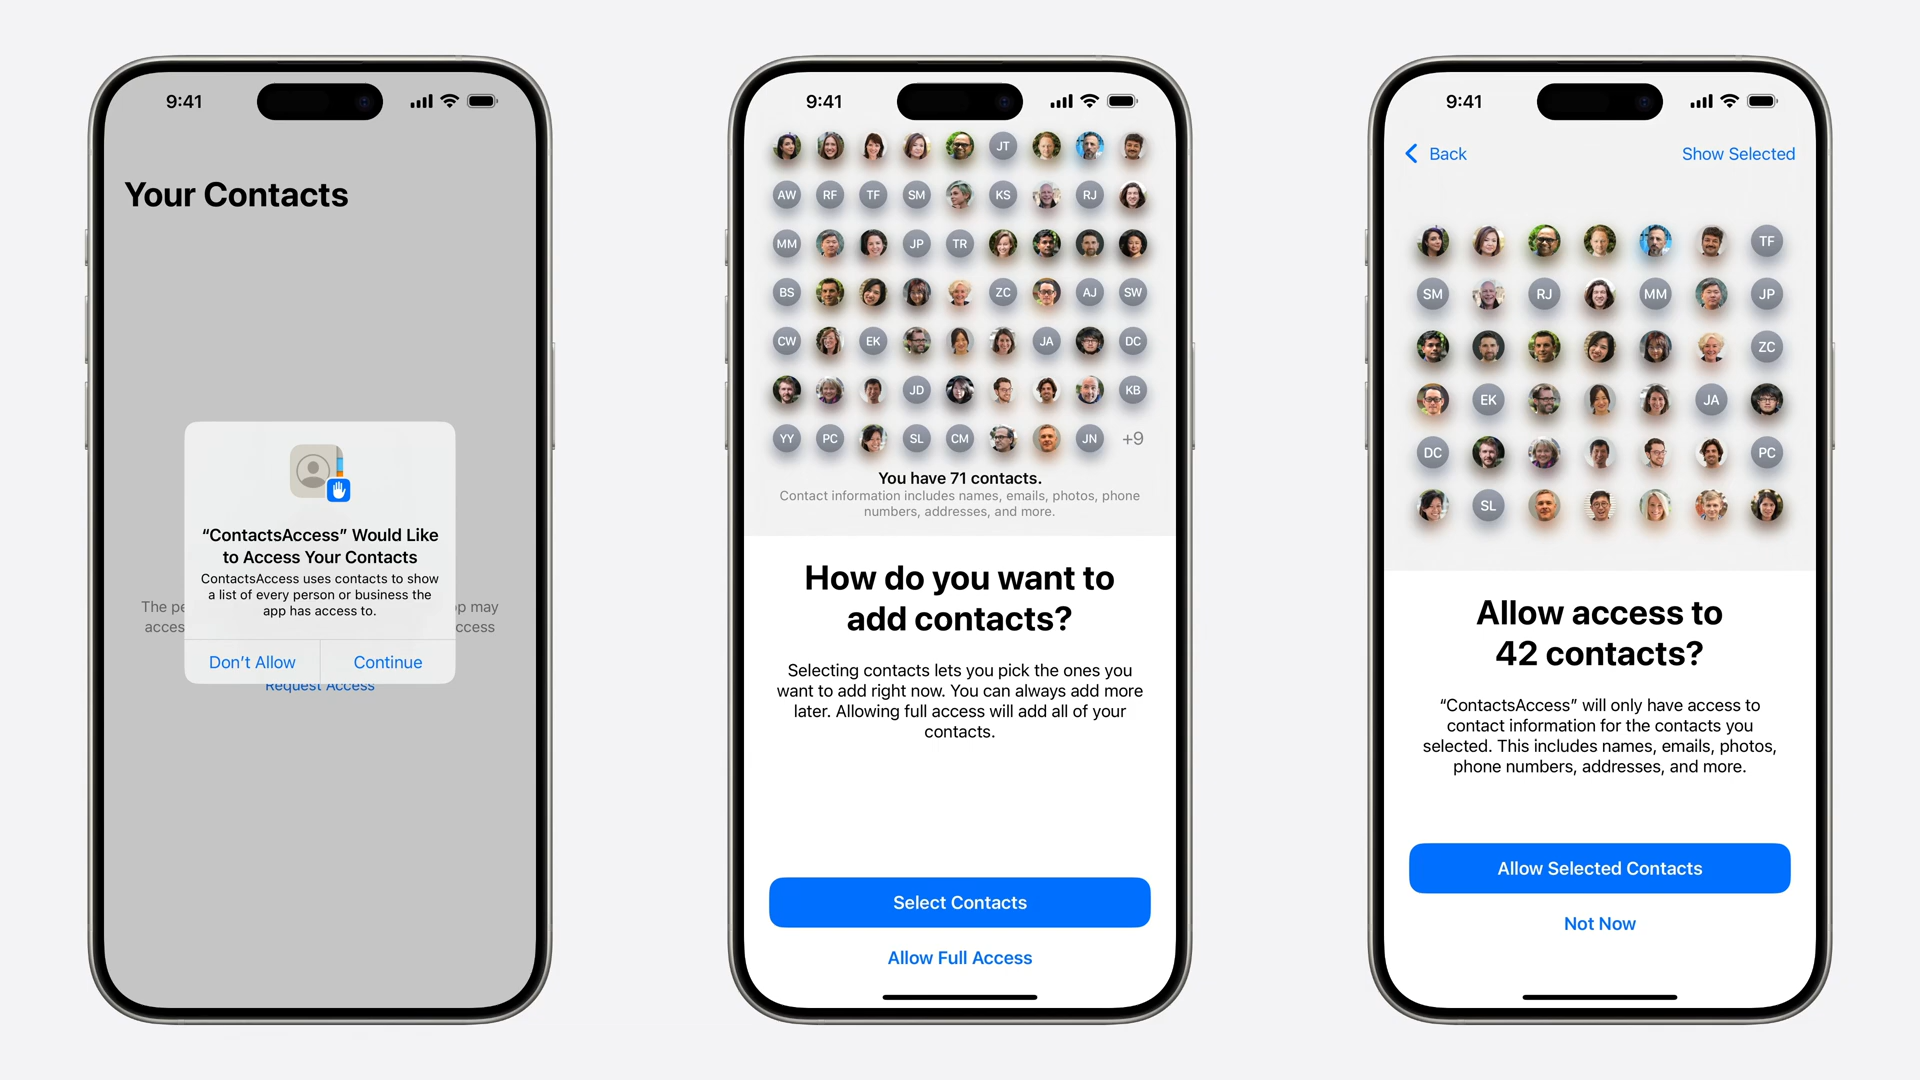 9:41
Your Contacts
“ContactsAccess” Would Like
to Access Your Contacts
ContactsAccess uses contacts to show
a list of every person or business the
app has access to.
may
Don’t Allow
Continue
Request Access
9:41
JT
AW RF TF SM KS RJ
MM JP TR
BS ZC AJ SW
CW EK JA DC
JD KB
YY PC SL CM JN +9
You have 71 contacts.
Contact information includes names, emails, photos, phone
numbers, addresses, and more.
How do you want to
add contacts?
Selecting contacts lets you pick the ones you
want to add right now. You can always add more
later. Allowing full access will add all of your
contacts.
Select Contacts
Allow Full Access
9:41
Back
Show Selected
TF
SM RJ MM JP
ZC
EK JA
DC PC
SL
Allow access to
42 contacts?
“ContactsAccess” will only have access to
contact information for the contacts you
selected. This includes names, emails, photos,
phone numbers, addresses, and more.
Allow Selected Contacts
Not Now